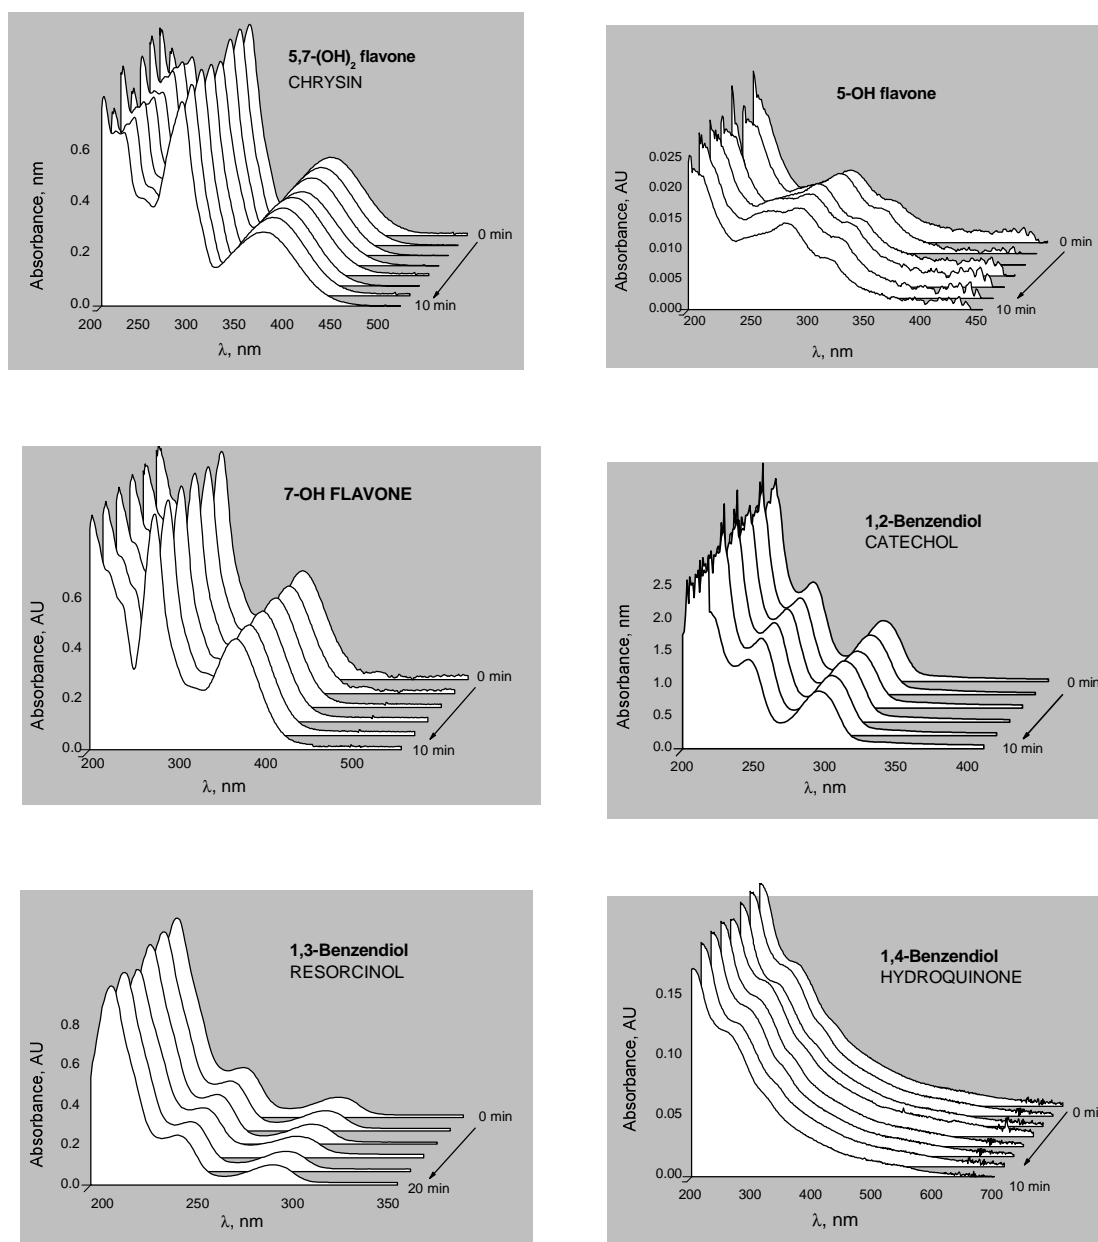 5,7-(OH)2 flavone
CHRYSIN
Absorbance, nm
0.6
0.4
0.2
0.0
200 250 300 350 400 450 500
λ, nm
0 min
10 min
5-OH flavone
Absorbance, AU
0.025
0.020
0.015
0.010
0.005
0.000
200 250 300 350 400 450
λ, nm
0 min
10 min
7-OH FLAVONE
Absorbance, AU
0.6
0.4
0.2
0.0
200 300 400 500
λ, nm
0 min
10 min
1,2-Benzendiol
CATECHOL
Absorbance, nm
2.5
2.0
1.5
1.0
0.5
0.0
200 250 300 350 400
λ, nm
0 min
10 min
1,3-Benzendiol
RESORCINOL
Absorbance, AU
0.8
0.6
0.4
0.2
0.0
200 250 300 350
λ, nm
0 min
20 min
1,4-Benzendiol
HYDROQUINONE
Absorbance, AU
0.15
0.10
0.05
0.00
200 300 400 500 600 700
λ, nm
0 mi
10 min